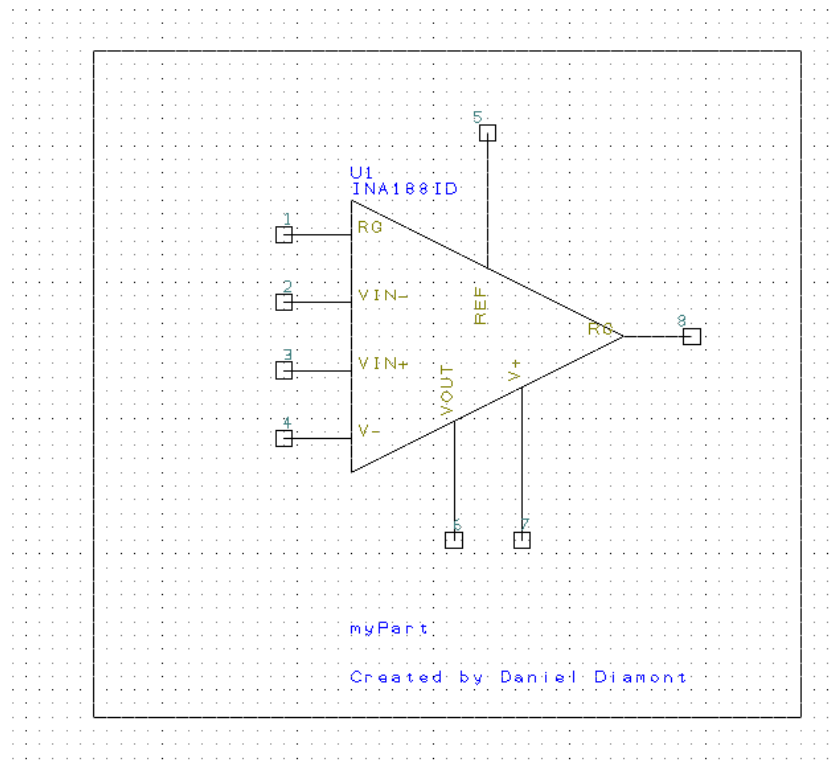 5
U1
INA188ID
1
RG
2
VIN-
REF
8
RG
3
VIN+
V+
VOUT
4
V-
6
7
myPart
Created by Daniel Diamont